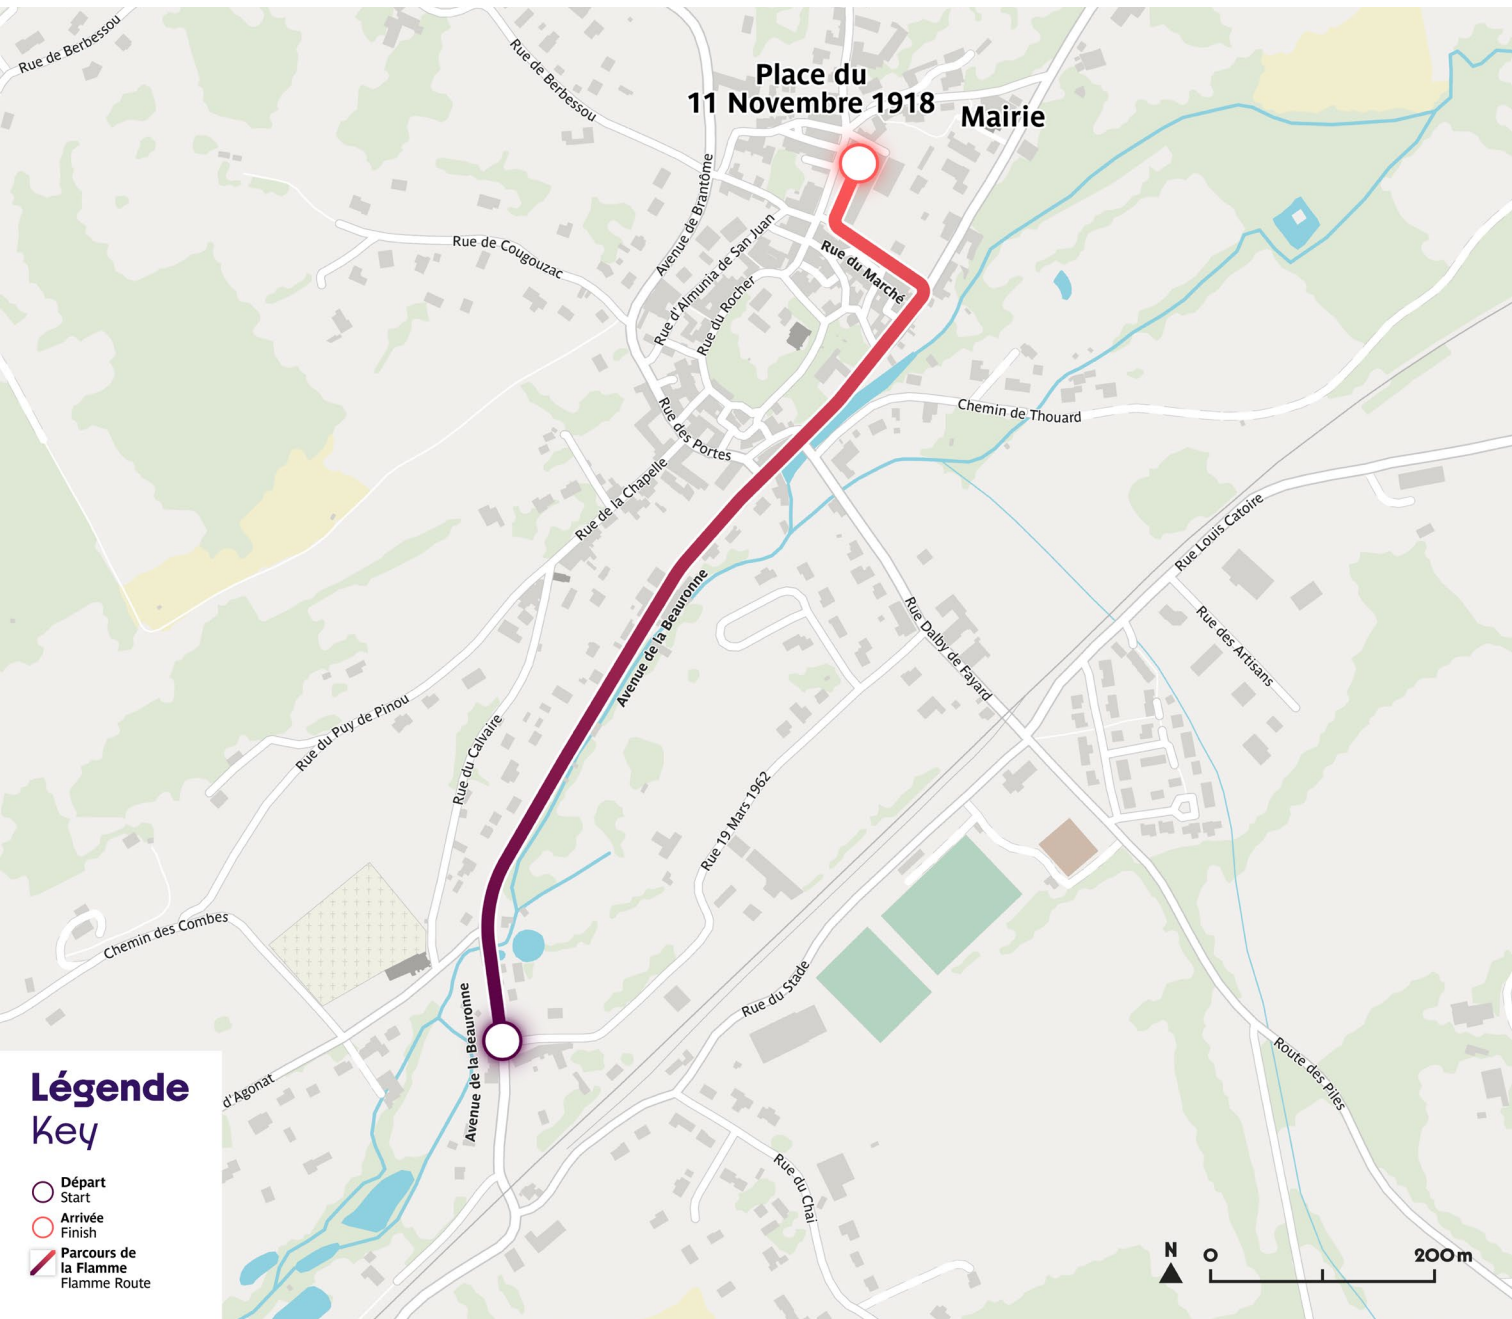 Rue de Berbessou
Rue de Berbessou
Place du
11 Novembre 1918
Mairie
Avenue de Brantôme
Rue de Cougouzac
Rue d'Almunia de San Juan
Rue du Rocher
Rue du Marché
Rue des Portes
Chemin de Thouard
Rue de la Chapelle
Rue Louis Catoire
Avenue de la Beauronne
Rue Dalby de Fayard
Rue des Artisans
Rue du Puy de Pinou
Rue du Calvaire
Rue 19 Mars 1962
Chemin des Combes
Rue du Stade
Avenue de la Beauronne
Route des Piles
d'Agonat
Rue du Chai
Légende
Key
Départ
Start
Arrivée
Finish
Parcours de
la Flamme
Flamme Route
N
0
200m